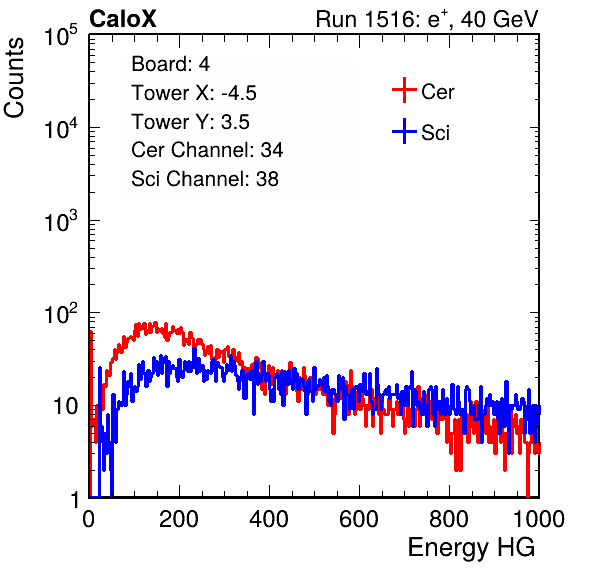 CaloX
Run 1516: e+, 40 GeV
Counts
Board: 4
Tower X: -4.5
Tower Y: 3.5
Cer Channel: 34
Sci Channel: 38
Cer
Sci
10^5
10^4
10^3
10^2
10
1
0 200 400 600 800 1000
Energy HG